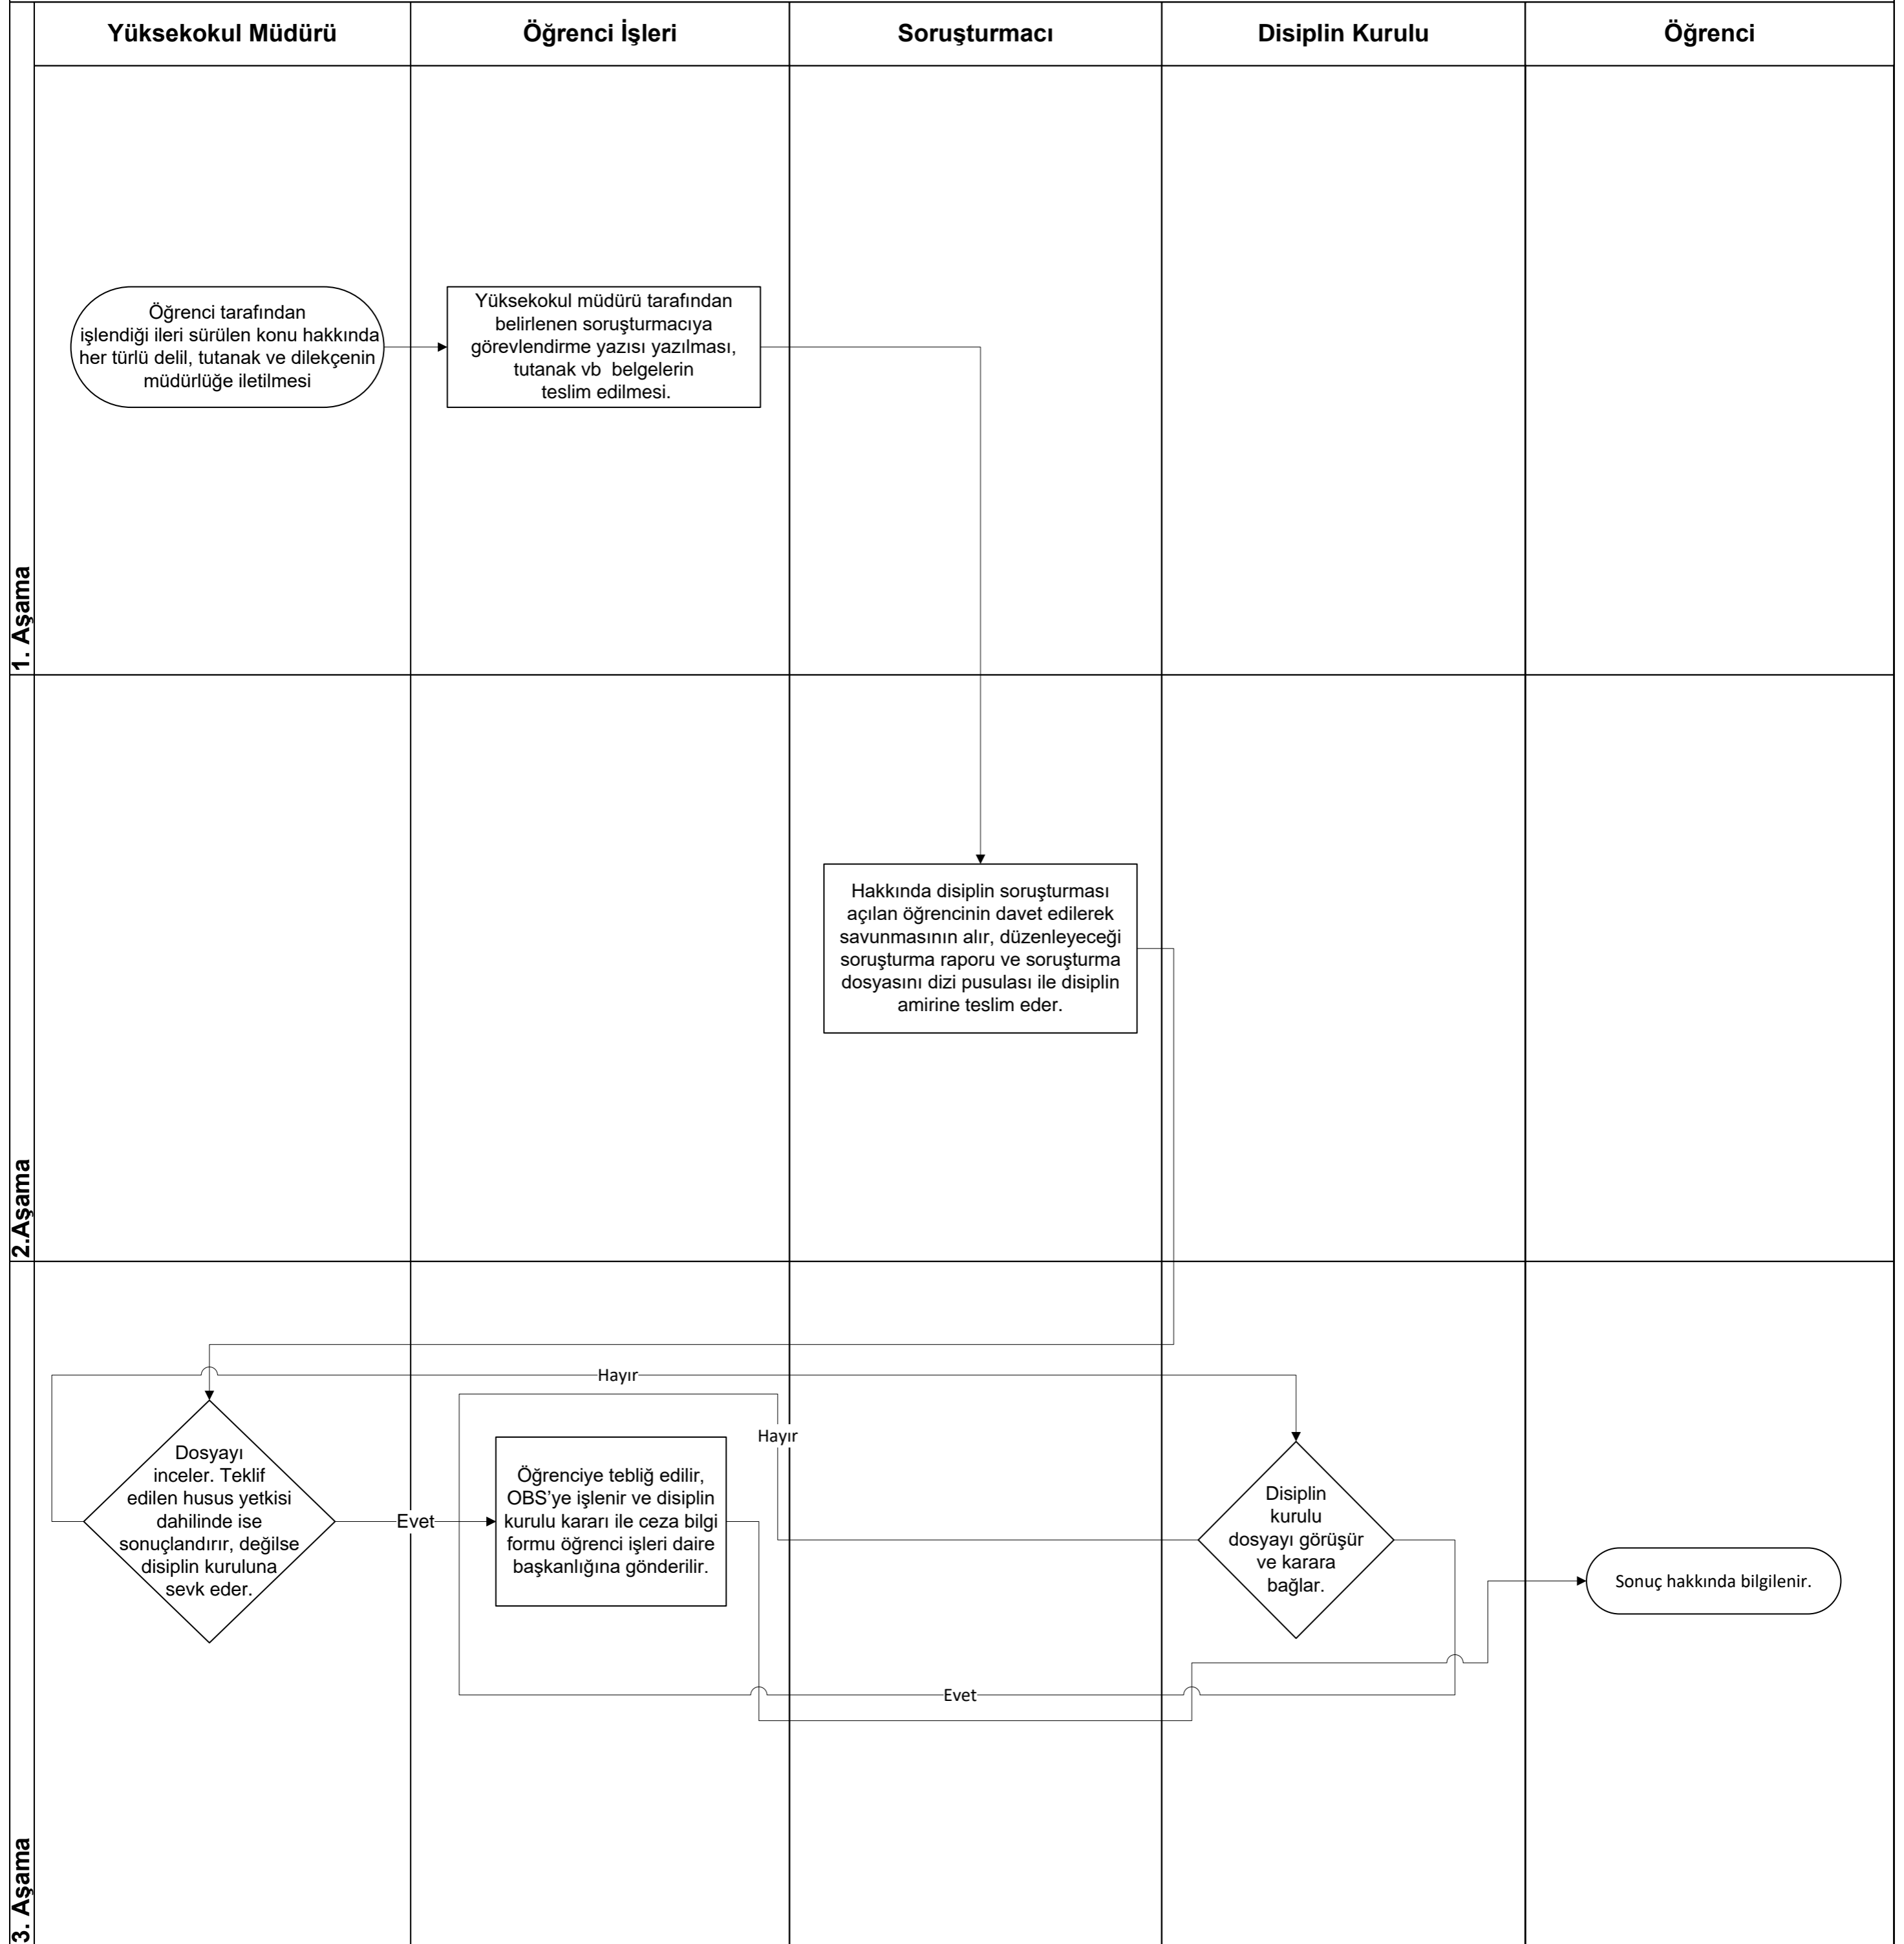 Yüksekokul Müdürü
Öğrenci İşleri
Soruşturmacı
Disiplin Kurulu
Öğrenci
1. Aşama
Öğrenci tarafından
işlendiği ileri sürülen konu hakkında
her türlü delil, tutanak ve dilekçenin
müdürlüğe iletilmesi
Yüksekokul müdürü tarafından
belirlenen soruşturmacıya
görevlendirme yazısı yazılması,
tutanak vb belgelerin
teslim edilmesi.
2.Aşama
Hakkında disiplin soruşturması
açılan öğrencinin davet edilerek
savunmasının alır, düzenleyeceği
soruşturma raporu ve soruşturma
dosyasını dizi pusulası ile disiplin
amirine teslim eder.
3. Aşama
Hayır
Hayır
Dosyayı
inceler. Teklif
edilen husus yetkisi
dahilinde ise
sonuçlandırır, değilse
disiplin kuruluna
sevk eder.
Evet
Öğrenciye tebliğ edilir,
OBS’ye işlenir ve disiplin
kurulu kararı ile ceza bilgi
formu öğrenci işleri daire
başkanlığına gönderilir.
Disiplin
kurulu
dosyayı görüşür
ve karara
bağlar.
Sonuç hakkında bilgilenir.
Evet